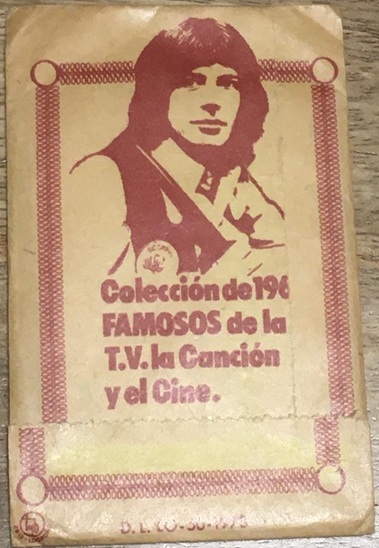 Colección de 196
FAMOSOS de la
T.V. la Canción
y el Cine.